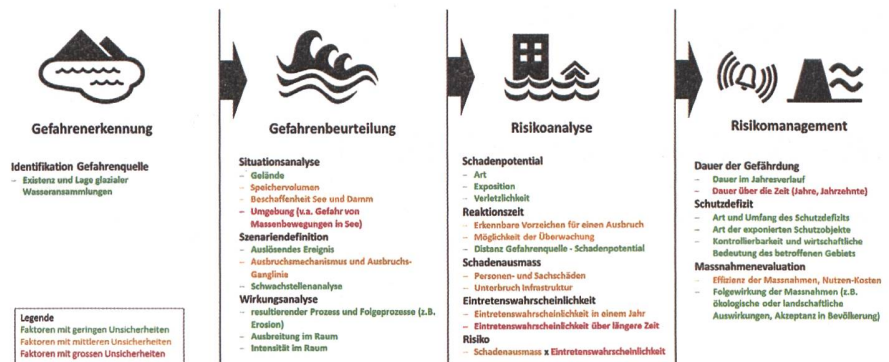 Gefahrenerkennung
Identifikation Gefahrenquelle
– Existenz und Lage glazialer
Wasseransammlungen
Legende
Faktoren mit geringen Unsicherheiten
Faktoren mit mittleren Unsicherheiten
Faktoren mit grossen Unsicherheiten
Gefahrenbeurteilung
Situationsanalyse
– Gelände
– Speichervolumen
– Beschaffenheit See und Damm
– Umgebung (v.a. Gefahr von
Massenbewegungen in See)
Szenariendefinition
– Auslösendes Ereignis
– Ausbruchsmechanismus und Ausbruchs-
Ganglinie
– Schwachstellenanalyse
Wirkungsanalyse
– resultierender Prozess und Folgeprozesse (z.B.
Erosion)
– Ausbreitung im Raum
– Intensität im Raum
Risikoanalyse
Schadenpotential
– Art
– Exposition
– Verletzlichkeit
Reaktionszeit
– Erkennbare Vorzeichen für einen Ausbruch
– Möglichkeit der Überwachung
– Distanz Gefahrenquelle - Schadenpotential
Schadenausmass
– Personen- und Sachschäden
– Unterbruch Infrastruktur
Eintretenswahrscheinlichkeit
– Eintretenswahrscheinlichkeit in einem Jahr
– Eintretenswahrscheinlichkeit über längere Zeit
Risiko
– Schadenausmass x Eintretenswahrscheinlichkeit
Risikomanagement
Dauer der Gefährdung
– Dauer im Jahresverlauf
– Dauer über die Zeit (Jahre, Jahrzehnte)
Schutzdefizit
– Art und Umfang des Schutzdefizits
– Art der exponierten Schutzobjekte
– Kontrollierbarkeit und wirtschaftliche
Bedeutung des betroffenen Gebiets
Massnahmenevaluation
– Effizienz der Massnahmen, Nutzen-Kosten
– Folgewirkung der Massnahmen (z.B.
ökologische oder landschaftliche
Auswirkungen, Akzeptanz in Bevölkerung)